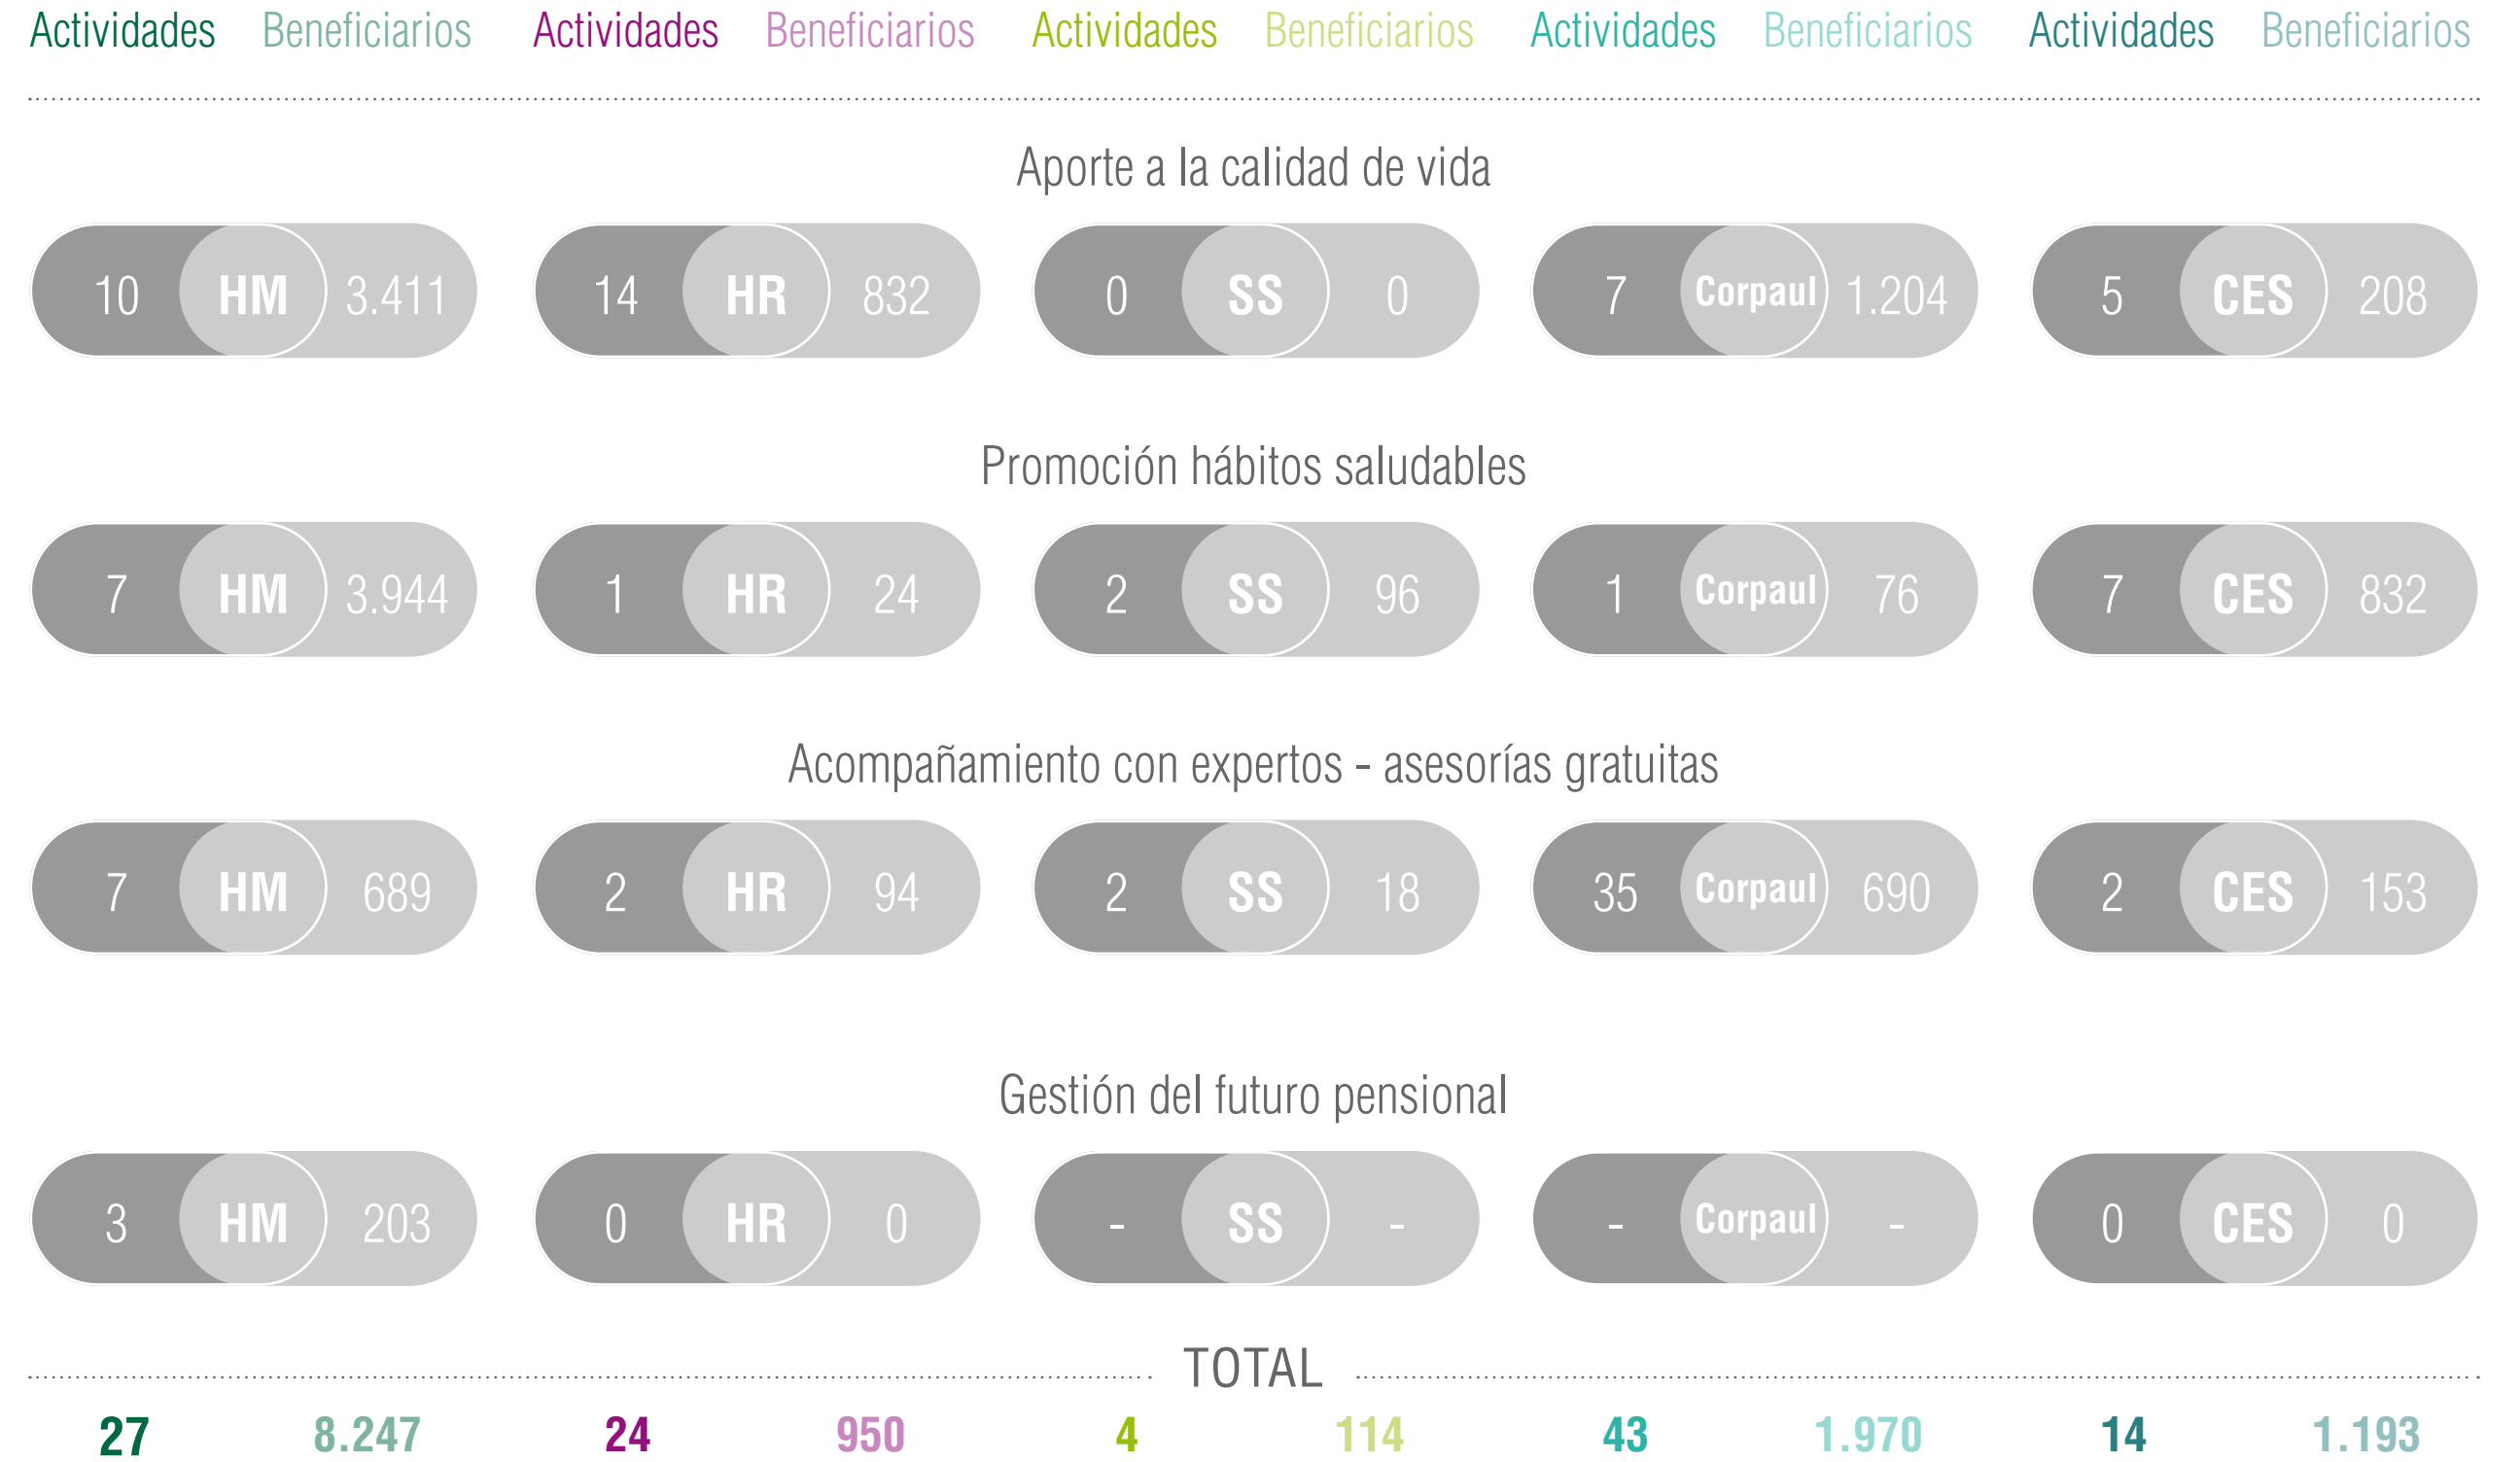 Actividades Beneficiarios Actividades Beneficiarios Actividades Beneficiarios Actividades Beneficiarios Actividades Beneficiarios
Aporte a la calidad de vida
10 HM 3.411 14 HR 832 0 SS 0 7 Corpaul 1.204 5 CES 208
Promoción hábitos saludables
7 HM 3.944 1 HR 24 2 SS 96 1 Corpaul 76 7 CES 832
Acompañamiento con expertos - asesorías gratuitas
7 HM 689 2 HR 94 2 SS 18 35 Corpaul 690 2 CES 153
Gestión del futuro pensional
3 HM 203 0 HR 0 - SS - - Corpaul - 0 CES 0
TOTAL
27 8.247 24 950 4 114 43 1.970 14 1.193